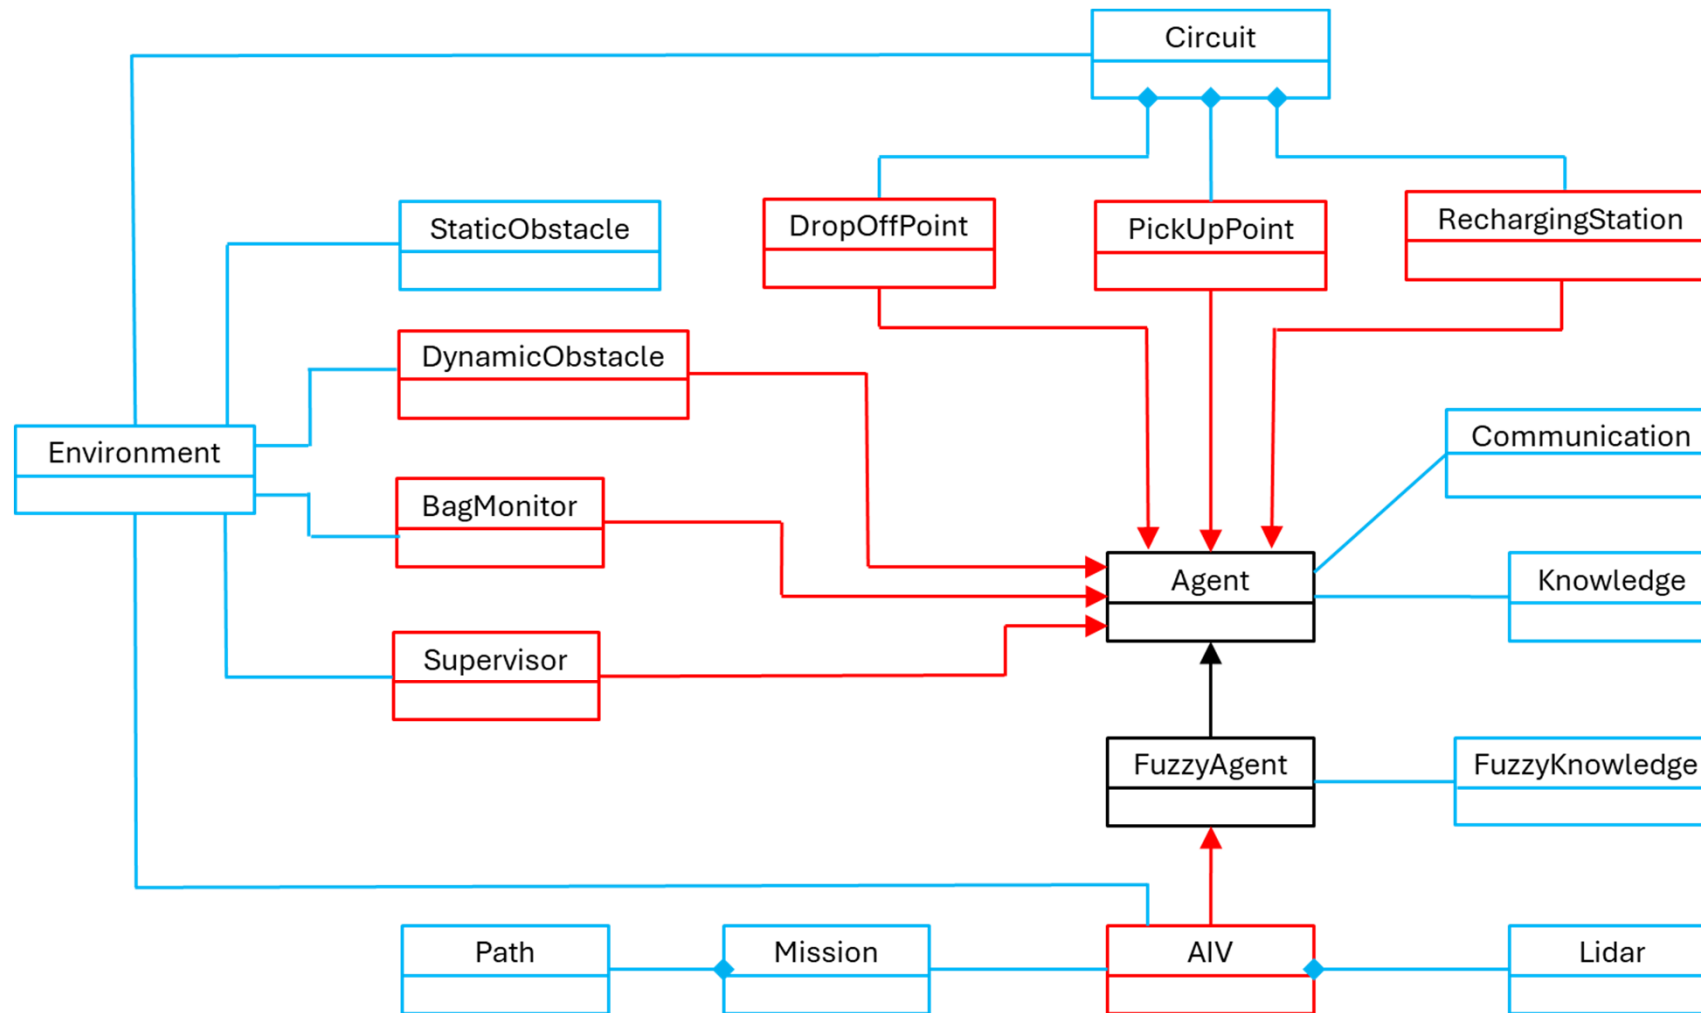 Circuit
StaticObstacle
DropOffPoint
PickUpPoint
RechargingStation
DynamicObstacle
Environment
Communication
BagMonitor
Agent
Knowledge
Supervisor
FuzzyAgent
FuzzyKnowledge
Path
Mission
AIV
Lidar